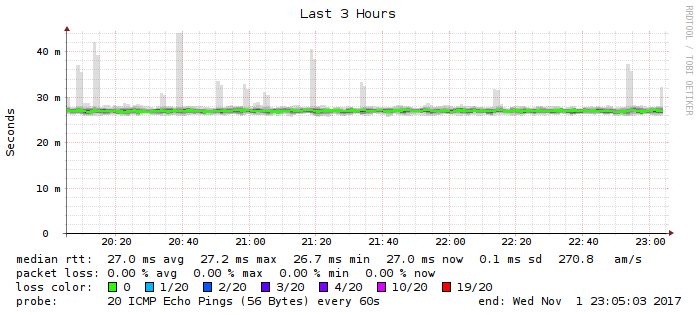 Last 3 Hours
RRDTOOL / TOBI OETIKER
Seconds
40 m
30 m
20 m
10 m
0
20:20 20:40 21:00 21:20 21:40 22:00 22:20 22:40 23:00
median rtt: 27.0 ms avg 27.2 ms max 26.7 ms min 27.0 ms now 0.1 ms sd 270.8 am/s
packet loss: 0.00 % avg 0.00 % max 0.00 % min 0.00 % now
loss color: 0 1/20 2/20 3/20 4/20 10/20 19/20
probe: 20 ICMP Echo Pings (56 Bytes) every 60s end: Wed Nov 1 23:05:03 2017